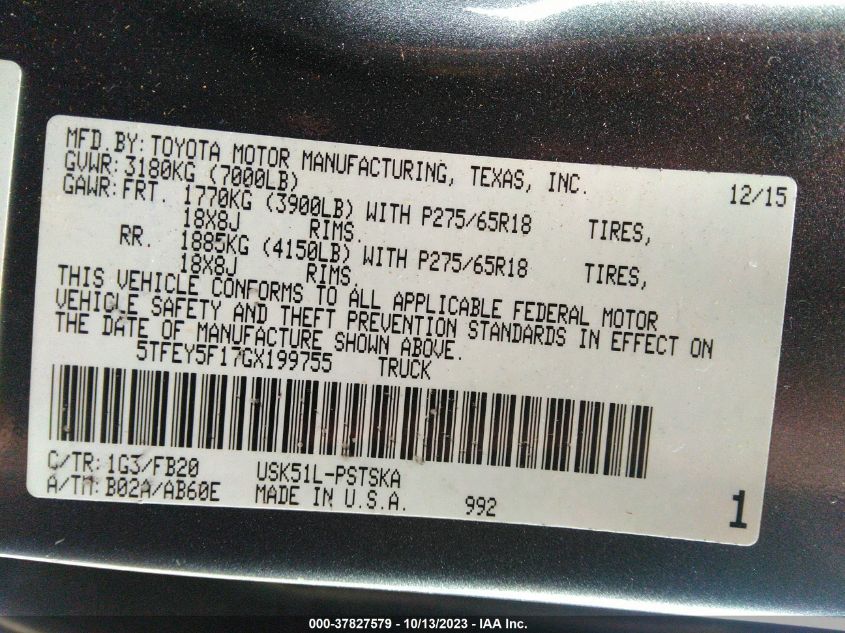 MFD.BY: TOYOTA MOTOR MANUFACTURING, TEXAS, INC. 12/15
GVWR: 3180KG (7000LB)
GAWR: FRT. 1770KG (3900LB) WITH P275/65R18 TIRES,
18X8J RIMS.
RR. 1885KG (4150LB) WITH P275/65R18 TIRES,
18X8J RIMS.
THIS VEHICLE CONFORMS TO ALL APPLICABLE FEDERAL MOTOR
VEHICLE SAFETY AND THEFT PREVENTION STANDARDS IN EFFECT ON
THE DATE OF MANUFACTURE SHOWN ABOVE.
5TFEY5F17GX199755 TRUCK
C/TR: 1G3/FB20 USK51L-PSTSKA
A/TM: B02A/AB60E MADE IN U.S.A. 992 1
000-37827579 - 10/13/2023 - IAA Inc.